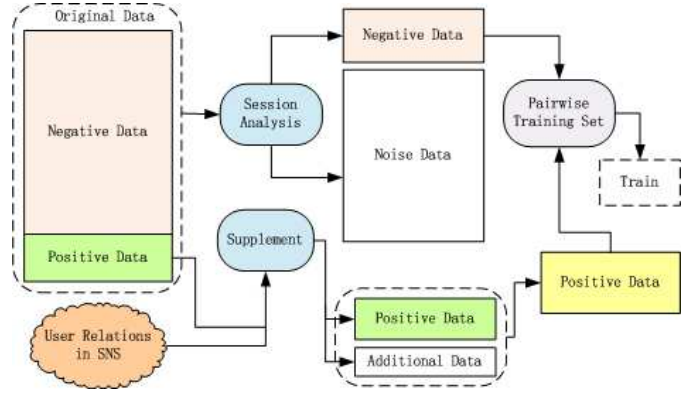 Original Data
Negative Data
Positive Data
User Relations
in SNS
Session
Analysis
Supplement
Negative Data
Noise Data
Positive Data
Additional Data
Pairwise
Training Set
Train
Positive Data